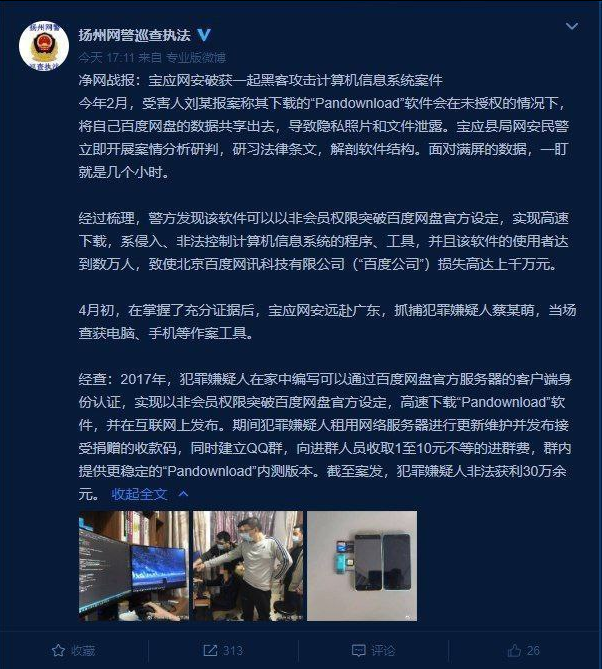 扬州网警
巡查执法
扬州网警巡查执法
今天 17:11 来自 专业版微博
净网战报：宝应网安破获一起黑客攻击计算机信息系统案件
今年2月，受害人刘某报案称其下载的“Pandownload”软件会在未授权的情况下，
将自己百度网盘的数据共享出去，导致隐私照片和文件泄露。宝应县局网安民警
立即开展案情分析研判，研习法律条文，解剖软件结构。面对满屏的数据，一盯
就是几个小时。
经过梳理，警方发现该软件可以以非会员权限突破百度网盘官方设定，实现高速
下载，系侵入、非法控制计算机信息系统的程序、工具，并且该软件的使用者达
到数万人，致使北京百度网讯科技有限公司（“百度公司”）损失高达上千万元。
4月初，在掌握了充分证据后，宝应网安远赴广东，抓捕犯罪嫌疑人蔡某萌，当场
查获电脑、手机等作案工具。
经查：2017年，犯罪嫌疑人在家中编写可以通过百度网盘官方服务器的客户端身
份认证，实现以非会员权限突破百度网盘官方设定，高速下载“Pandownload”软
件，并在互联网上发布。期间犯罪嫌疑人租用网络服务器进行更新维护并发布接
受捐赠的收款码，同时建立QQ群，向进群人员收取1至10元不等的进群费，群内
提供更稳定的“Pandownload”内测版本。截至案发，犯罪嫌疑人非法获利30万余
元。 收起全文
收藏 313 评论 26